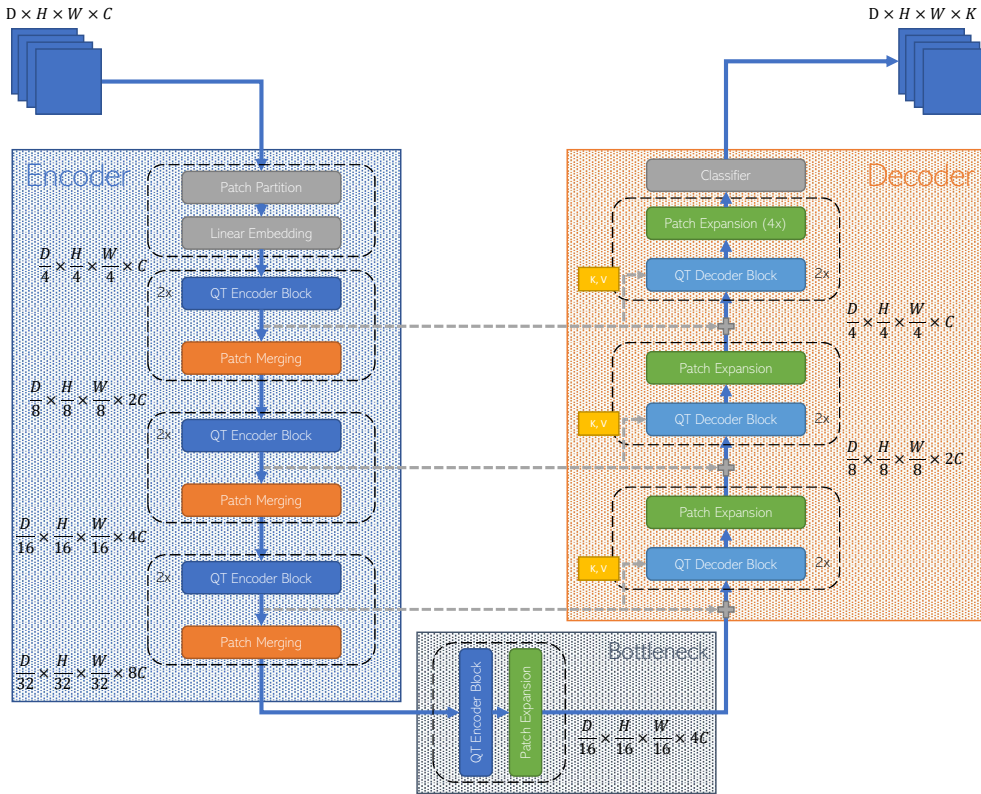 D × H × W × C
D × H × W × K
Encoder
Patch Partition
Linear Embedding
D/4 × H/4 × W/4 × C
2x
QT Encoder Block
Patch Merging
D/8 × H/8 × W/8 × 2C
2x
QT Encoder Block
Patch Merging
D/16 × H/16 × W/16 × 4C
2x
QT Encoder Block
Patch Merging
D/32 × H/32 × W/32 × 8C
Bottleneck
QT Encoder Block
Patch Expansion
D/16 × H/16 × W/16 × 4C
Decoder
Classifier
Patch Expansion (4x)
K, V
QT Decoder Block
2x
D/4 × H/4 × W/4 × C
Patch Expansion
K, V
QT Decoder Block
2x
D/8 × H/8 × W/8 × 2C
Patch Expansion
K, V
QT Decoder Block
2x